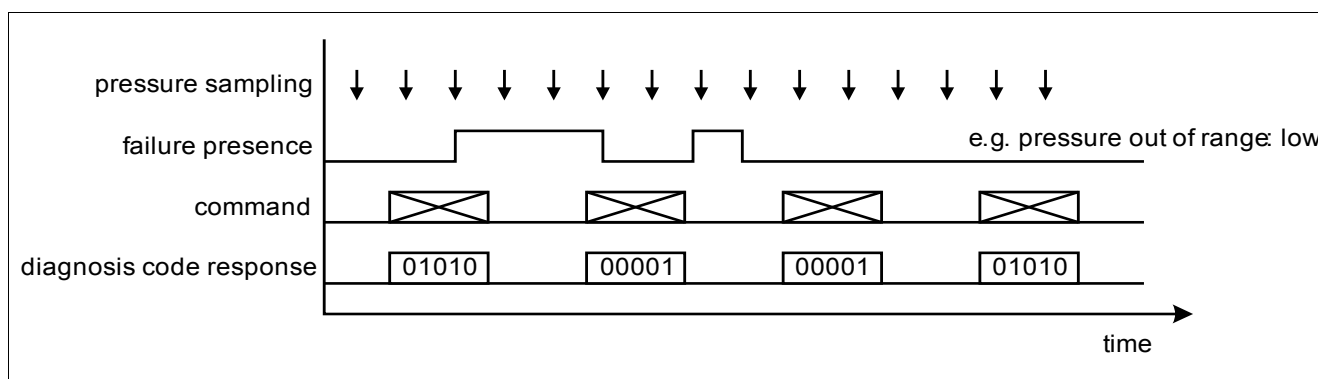 pressure sampling
failure presence
e.g. pressure out of range: low
command
diagnosis code response
01010
00001
00001
01010
time